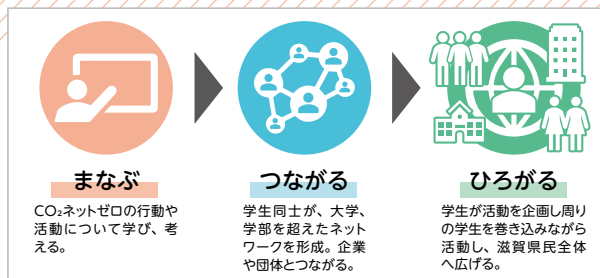 まなぶ
CO₂ネットゼロの行動や
活動について学び、考
える。
つながる
学生同士が、大学、
学部を超えたネット
ワークを形成。企業
や団体とつながる。
ひろがる
学生が活動を企画し周り
の学生を巻き込みながら
活動し、滋賀県民全体
へ広げる。